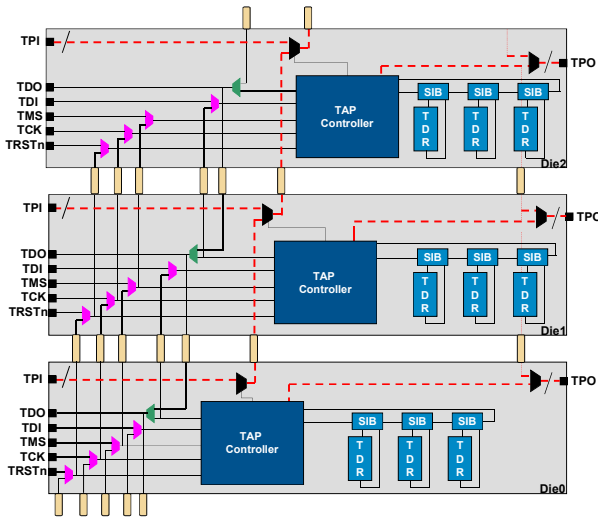 TPI
TPO
TDO
TDI
TMS
TCK
TRSTn
TAP
Controller
SIB SIB SIB
T T T
D D D
R R R
Die2
TPI
TPO
TDO
TDI
TMS
TCK
TRSTn
TAP
Controller
SIB SIB SIB
T T T
D D D
R R R
Die1
TPI
TPO
TDO
TDI
TMS
TCK
TRSTn
TAP
Controller
SIB SIB SIB
T T T
D D D
R R R
Die0